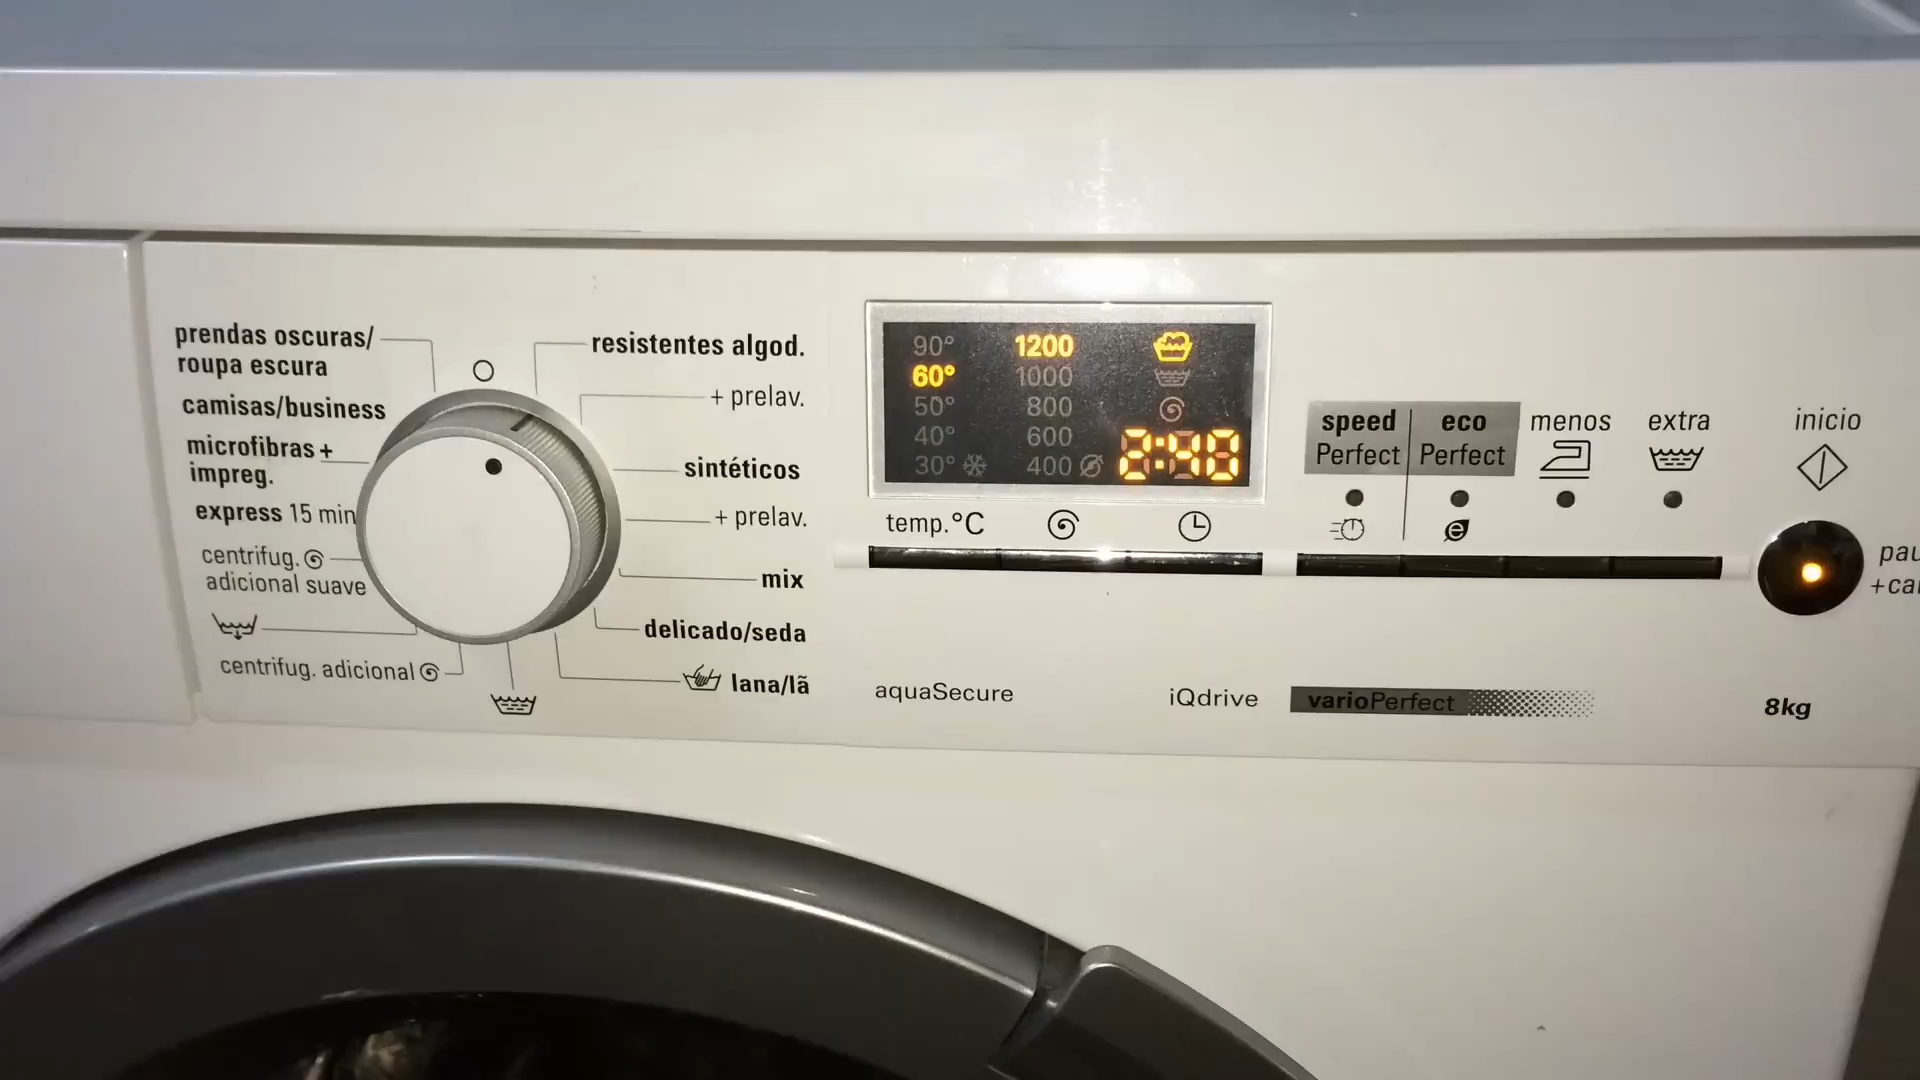 prendas oscuras/
roupa escura
camisas/business
microfibras +
impreg.
express 15 min
centrifug.
adicional suave
centrifug. adicional
resistentes algod.
+ prelav.
sintéticos
+ prelav.
mix
delicado/seda
lana/lã
90° 1200
60° 1000
50° 800
40° 600
30° 400
2:40
temp.°C
speed
Perfect
eco
Perfect
menos
extra
inicio
aquaSecure
iQdrive
varioPerfect
8kg